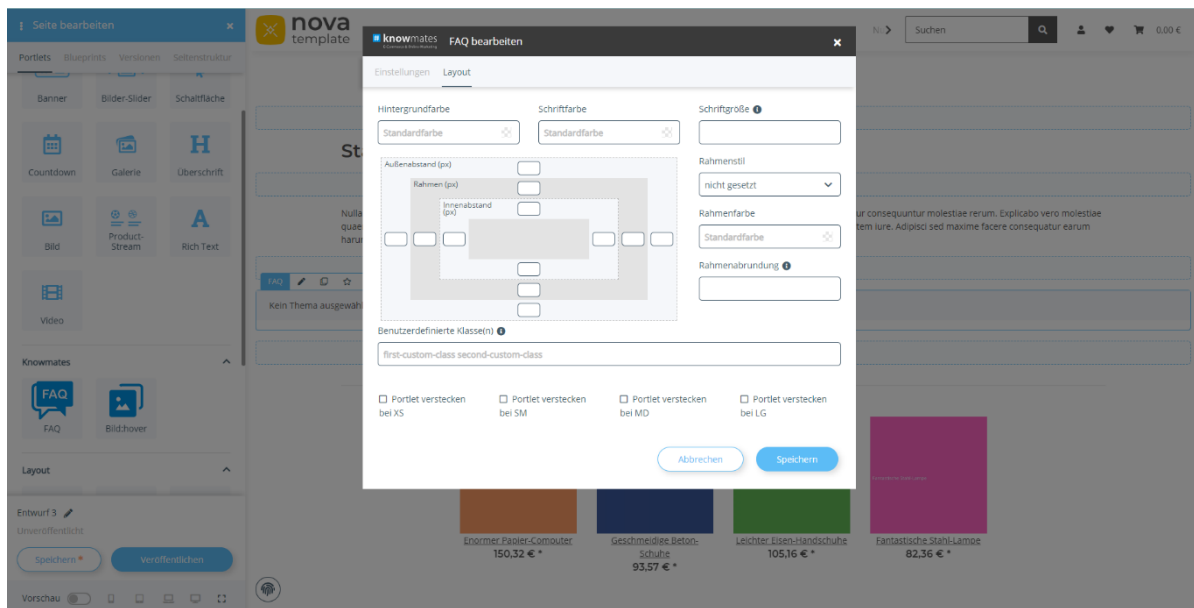 Seite bearbeiten
Portlets Blueprints Versionen Seitenstruktur
Banner Bilder-Slider Schaltfläche
Countdown Galerie Überschrift
Bild Product-
Stream Rich Text
Video
Knowmates
FAQ
FAQ Bild:hover
Layout
Entwurf 3
Unveröffentlicht
Speichern * Veröffentlichen
Vorschau
nova
template
Suchen
0,00 €
knowmates
FAQ bearbeiten
Einstellungen Layout
Hintergrundfarbe Schriftfarbe Schriftgröße
Standardfarbe Standardfarbe
Außenabstand (px)
Rahmen (px)
Innenabstand
(px)
Rahmenstil
nicht gesetzt
Rahmenfarbe
Standardfarbe
Rahmenabrundung
Benutzerdefinierte Klasse(n)
first-custom-class second-custom-class
Portlet verstecken
bei XS
Portlet verstecken
bei SM
Portlet verstecken
bei MD
Portlet verstecken
bei LG
Abbrechen Speichern
St
Nulla
quae
harun
ur consequuntur molestiae rerum. Explicabo vero molestiae
tem iure. Adipisci sed maxime facere consequatur earum
FAQ
Kein Thema ausgewähl
Fantastische Stahl-Lampe
Enormer Papier-Computer
150,32 € *
Geschmeidige Beton-
Schuhe
93,57 € *
Leichter Eisen-Handschuhe
105,16 € *
Fantastische Stahl-Lampe
82,36 € *